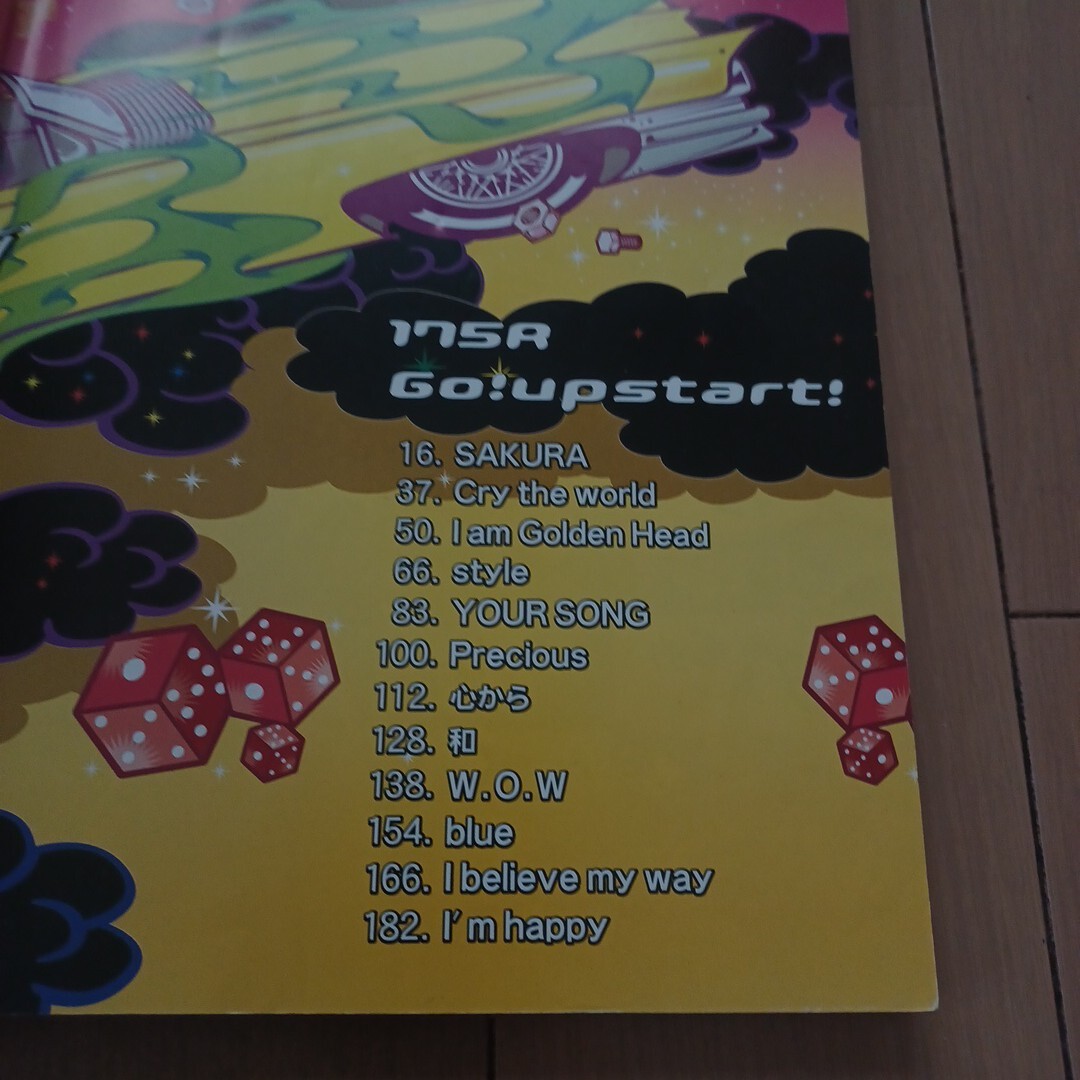 175R
Go!upstart!
16. SAKURA
37. Cry the world
50. I am Golden Head
66. style
83. YOUR SONG
100. Precious
112. 心から
128. 和
138. W.O.W
154. blue
166. I believe my way
182. I'm happy